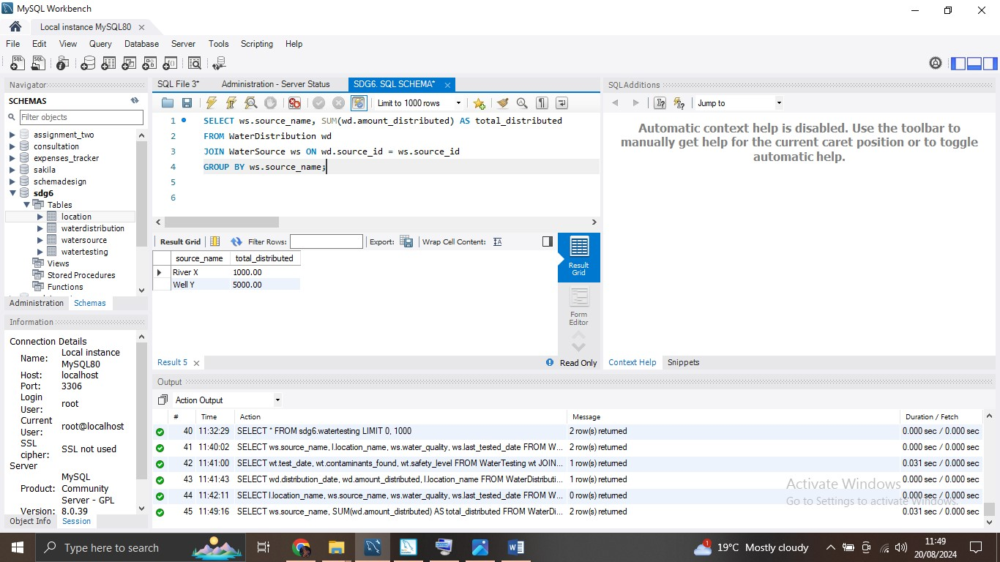 MySQL Workbench
Local instance MySQL80
File Edit View Query Database Server Tools Scripting Help
Navigator
SCHEMAS
Filter objects
assignment_two
consultation
expenses_tracker
sakila
schemadesign
sdg6
Tables
location
waterdistribution
watersource
watertesting
Views
Stored Procedures
Functions
Administration Schemas
Information
Connection Details
Name: Local instance MySQL80
Host: localhost
Port: 3306
Login User: root
Current User: root@localhost
SSL cipher: SSL not used
Server
Product: MySQL Community Server - GPL
Version: 8.0.39
Object Info Session
SQL File 3* Administration - Server Status SDG6. SQL SCHEMA*
Limit to 1000 rows
1 SELECT ws.source_name, SUM(wd.amount_distributed) AS total_distributed
2 FROM WaterDistribution wd
3 JOIN WaterSource ws ON wd.source_id = ws.source_id
4 GROUP BY ws.source_name;
5
6
Result Grid Filter Rows: Export: Wrap Cell Content:
source_name total_distributed
River X 1000.00
Well Y 5000.00
Result Grid
Form Editor
Result 5 Read Only
SQLAdditions
Jump to
Automatic context help is disabled. Use the toolbar to
manually get help for the current caret position or to toggle
automatic help.
Context Help Snippets
Output
Action Output
# Time Action Message Duration / Fetch
40 11:32:29 SELECT * FROM sdg6.watertesting LIMIT 0, 1000 2 row(s) returned 0.000 sec / 0.000 sec
41 11:40:02 SELECT ws.source_name, l.location_name, ws.water_quality, ws.last_tested_date FROM W... 2 row(s) returned 0.000 sec / 0.000 sec
42 11:41:00 SELECT wt.test_date, wt.contaminants_found, wt.safety_level FROM WaterTesting wt JOIN... 1 row(s) returned 0.031 sec / 0.000 sec
43 11:41:43 SELECT wd.distribution_date, wd.amount_distributed, l.location_name FROM WaterDistributi... 1 row(s) returned 0.000 sec / 0.000 sec
44 11:42:11 SELECT l.location_name, ws.source_name, ws.water_quality, ws.last_tested_date FROM W... 0 row(s) returned 0.000 sec / 0.000 sec
45 11:49:16 SELECT ws.source_name, SUM(wd.amount_distributed) AS total_distributed FROM WaterDi... 2 row(s) returned 0.031 sec / 0.000 sec
Activate Windows
Go to Settings to activate Windows.
Type here to search
19°C Mostly cloudy
11:49
20/08/2024